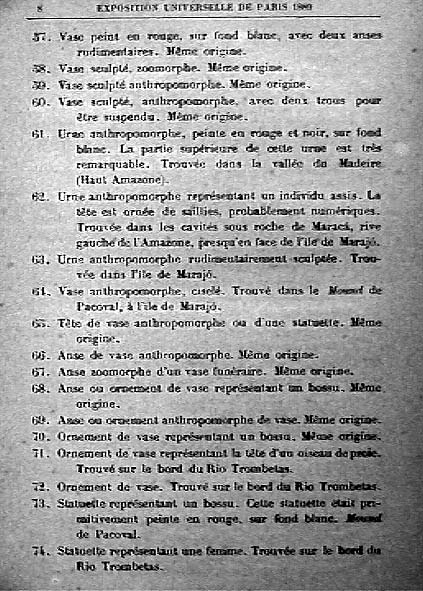 8 EXPOSITION UNIVERSELLE DE PARIS 1889
57. Vase peint en rouge, sur fond blanc, avec deux anses
rudimentaires. Même origine.
58. Vase sculpté, zoomorphe. Même origine.
59. Vase sculpté anthropomorphe. Même origine.
60. Vase sculpté, anthropomorphe, avec deux trous pour
être suspendu. Même origine.
61. Urne anthropomorphe, peinte en rouge et noir, sur fond
blanc. La partie supérieure de cette urne est très
remarquable. Trouvée dans la vallée du Madeire
(Haut Amazone).
62. Urne anthropomorphe représentant un individu assis. La
tête est ornée de saillies, probablement numériques.
Trouvée dans les cavités sous roche de Maracá, rive
gauche de l'Amazone, presqu'en face de l'île de Marajó.
63. Urne anthropomorphe rudimentairement sculptée. Trou-
vée dans l'île de Marajó.
64. Vase anthropomorphe, ciselé. Trouvé dans le Mound de
Pacoval, à l'île de Marajó.
65. Tête de vase anthropomorphe ou d'une statuette. Même
origine.
66. Anse de vase anthropomorphe. Même origine.
67. Anse zoomorphe d'un vase funéraire. Même origine.
68. Anse ou ornement de vase représentant un bossu. Même
origine.
69. Anse ou ornement anthropomorphe de vase. Même origine.
70. Ornement de vase représentant un bossu. Même origine.
71. Ornement de vase représentant la tête d'un oiseau de proie.
Trouvé sur le bord du Rio Trombetas.
72. Ornement de vase. Trouvé sur le bord du Rio Trombetas.
73. Statuette représentant un bossu. Cette statuette était pri-
mitivement peinte en rouge, sur fond blanc. Mound
de Pacoval.
74. Statuette représentant une femme. Trouvée sur le bord du
Rio Trombetas.